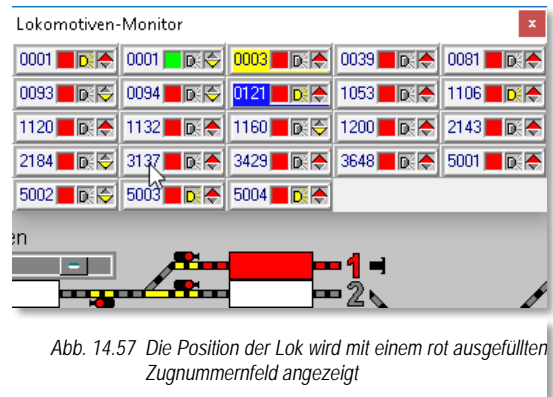 Lokomotiven-Monitor x
0001 D 0001 D 0003 D 0039 D 0081 D
0093 D 0094 D 0121 D 1053 D 1106 D
1120 D 1132 D 1160 D 1200 D 2143 D
2184 D 3137 D 3429 D 3648 D 5001 D
5002 D 5003 D 5004 D
en
1
2
Abb. 14.57 Die Position der Lok wird mit einem rot ausgefüllten
Zugnummernfeld angezeigt